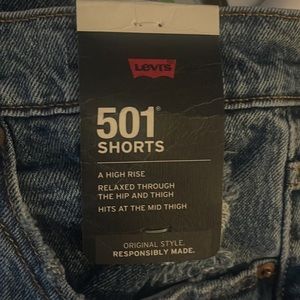 Levi's
501®
SHORTS
A HIGH RISE
RELAXED THROUGH
THE HIP AND THIGH
HITS AT THE MID THIGH
ORIGINAL STYLE.
RESPONSIBLY MADE.